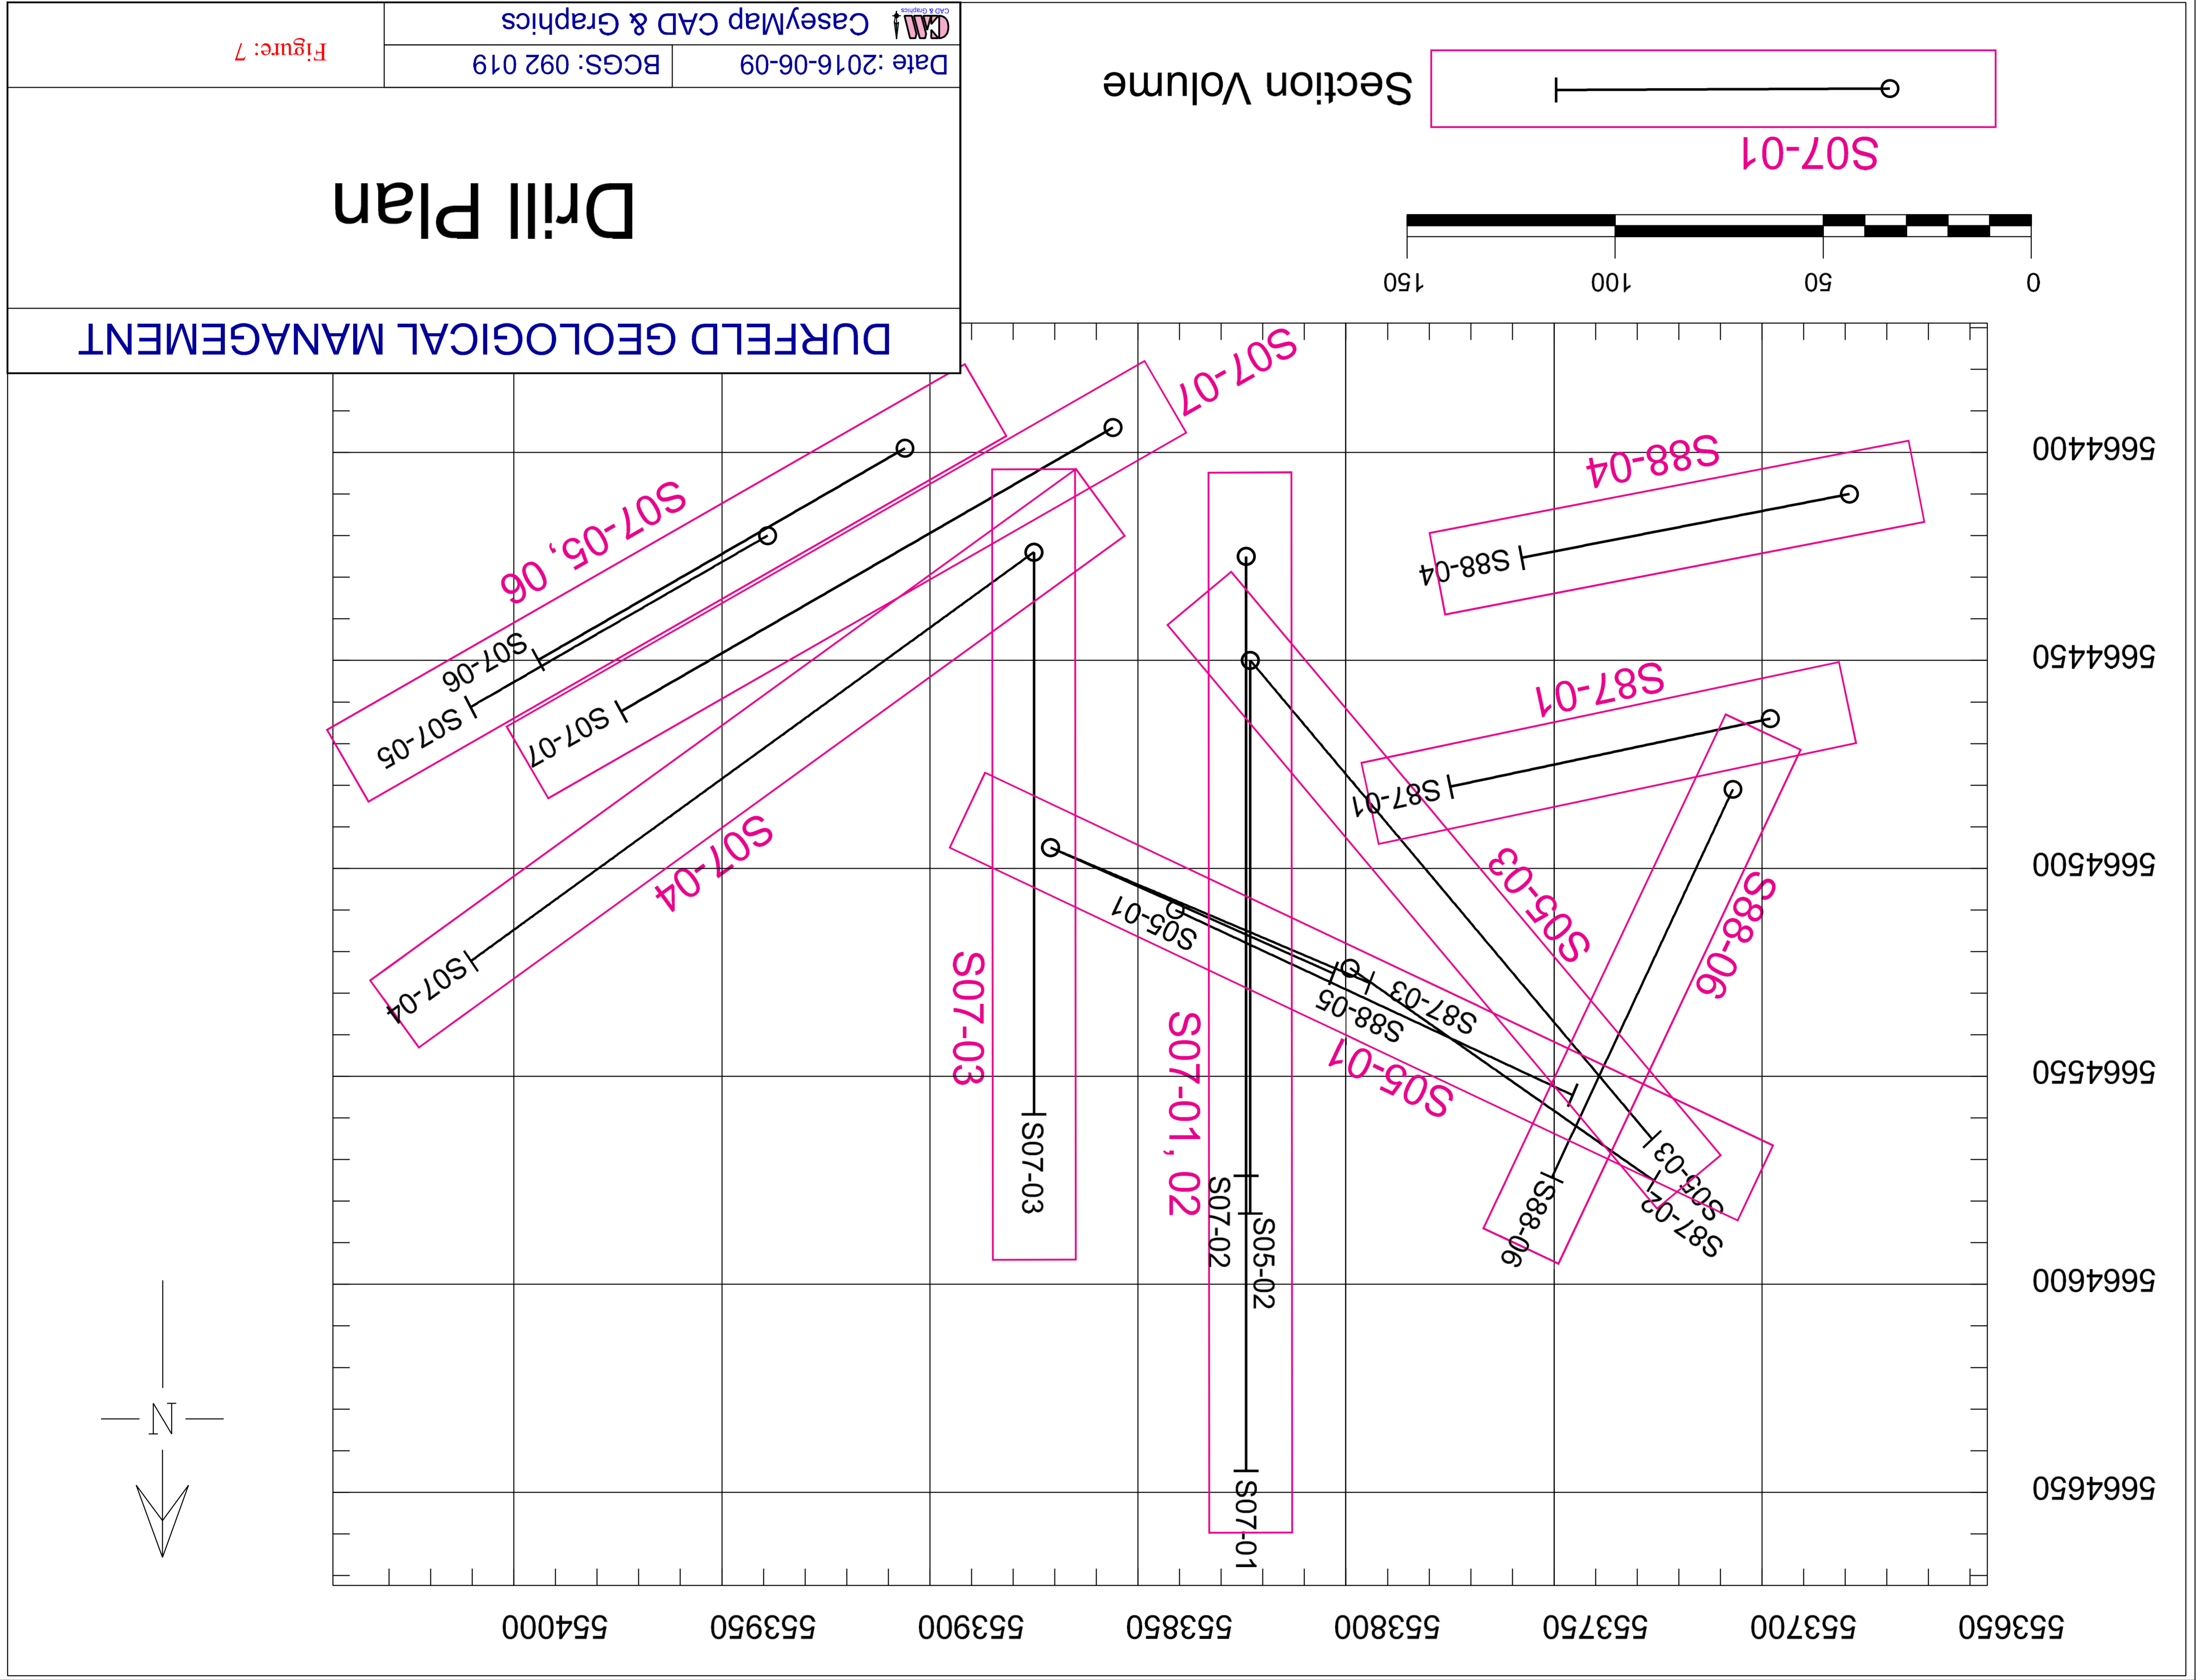 553650
553700
553750
553800
553850
553900
553950
554000
5664650
5664600
5664550
5664500
5664450
5664400
N
S07-01
S07-02
S05-02
S07-01, 02
S07-03
S07-03
S88-06
S87-02
S05-03
S05-01
S88-05
S87-03
S05-01
S88-06
S05-03
S07-04
S07-04
S87-01
S87-01
S07-05
S07-07
S07-06
S07-05, 06
S88-04
S88-04
S07-07
0
50
100
150
S07-01
Section Volume
DURFELD GEOLOGICAL MANAGEMENT
Drill Plan
Date :2016-06-09
BCGS: 092 019
Figure: 7
CAD & Graphics
CaseyMap CAD & Graphics